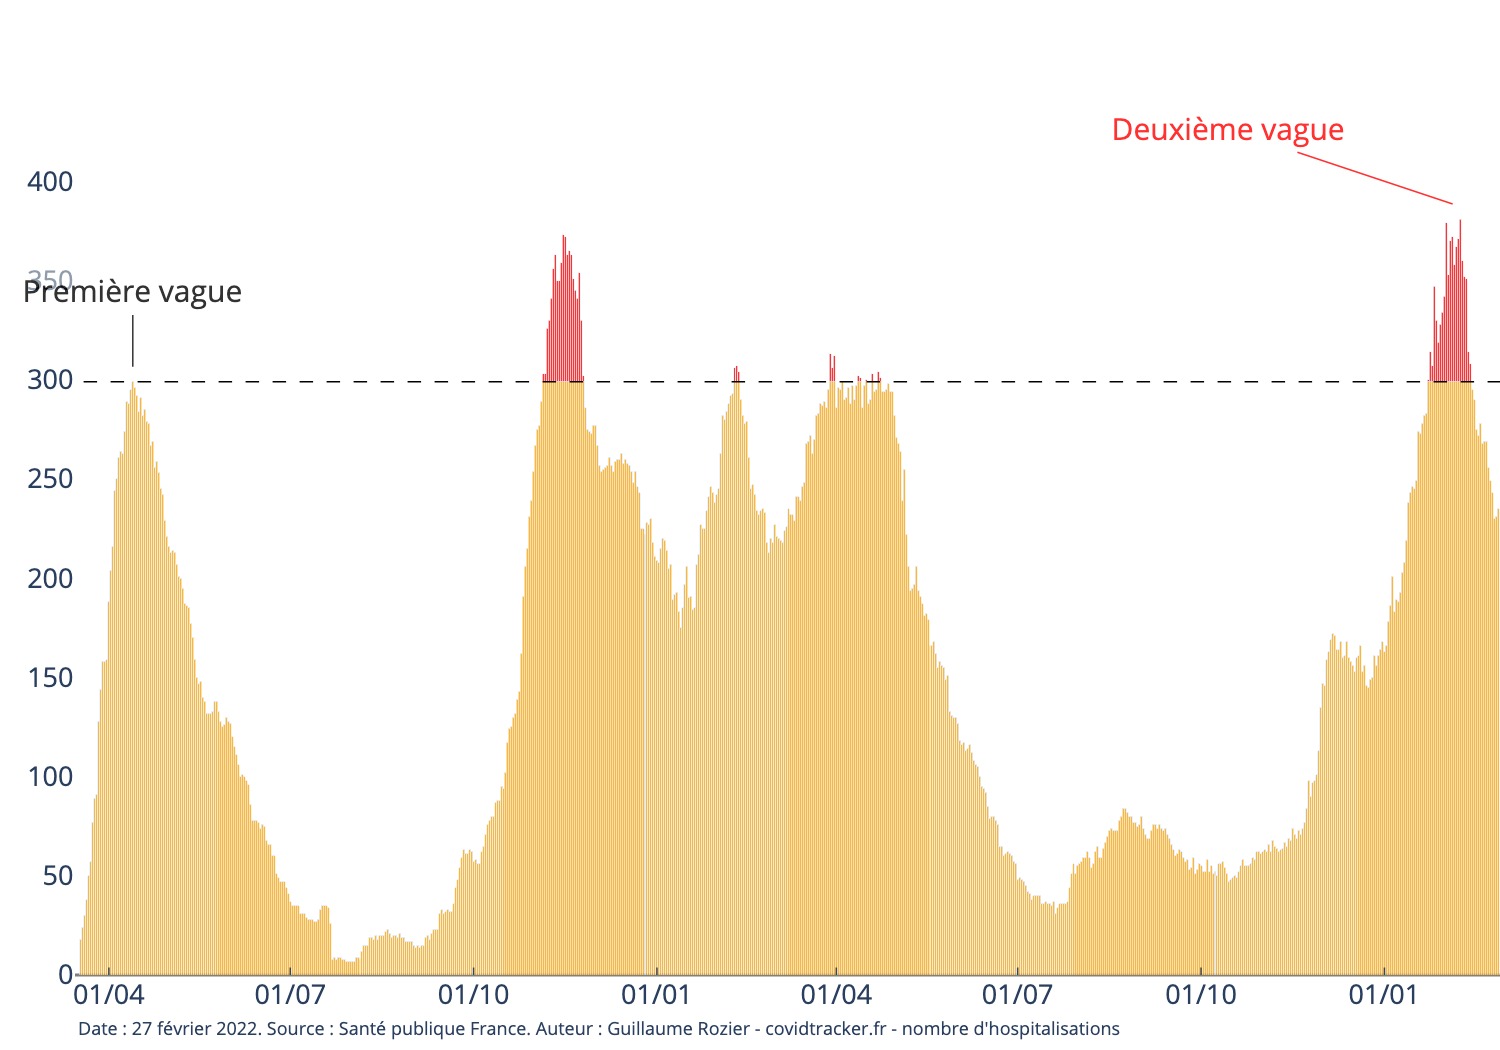 Deuxième vague
400
350
Première vague
300
250
200
150
100
50
0
01/04 01/07 01/10 01/01 01/04 01/07 01/10 01/01
Date : 27 février 2022. Source : Santé publique France. Auteur : Guillaume Rozier - covidtracker.fr - nombre d'hospitalisations